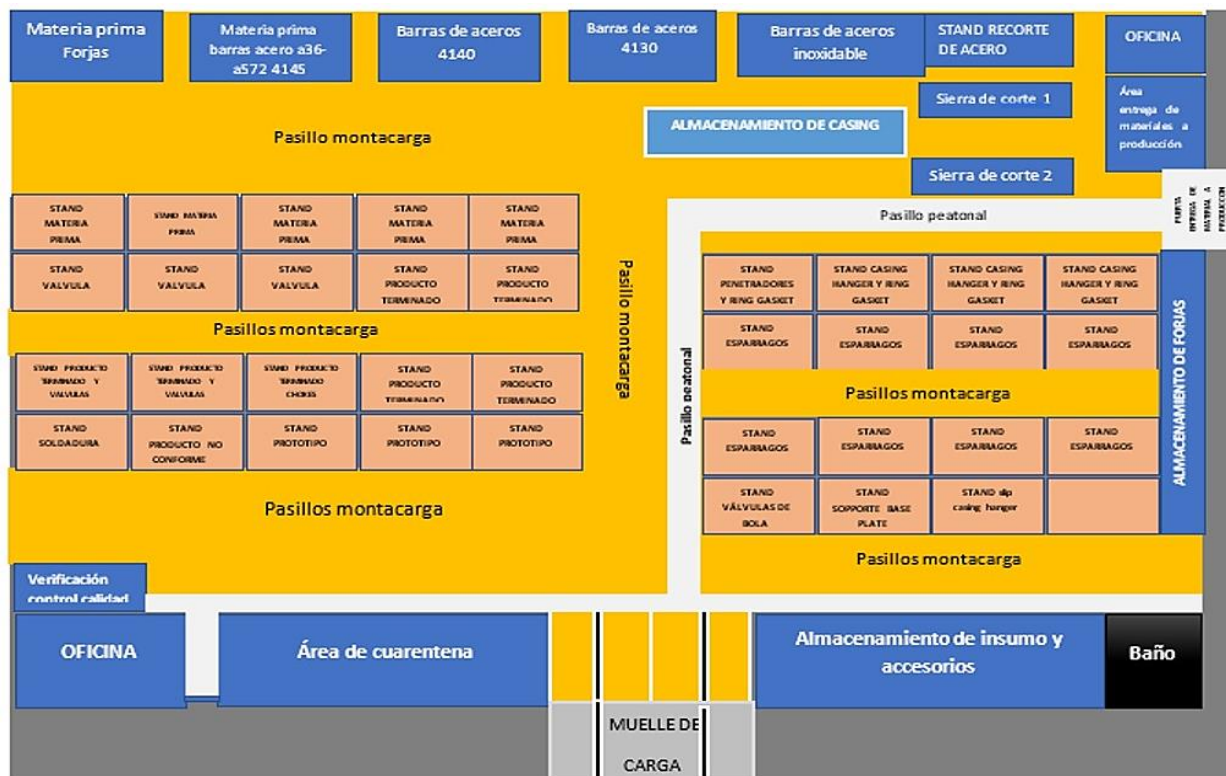 Materia prima
Forjas
Materia prima
barras acero a36-
a572 4145
Barras de aceros
4140
Barras de aceros
4130
Barras de aceros
inoxidable
STAND RECORTE
DE ACERO
OFICINA
Sierra de corte 1
Área
entrega de
materiales a
producción
ALMACENAMIENTO DE CASING
Pasillo montacarga
Sierra de corte 2
PUERTA
ENTREGA DE
MATERIAL A
PRODUCCION
Pasillo peatonal
STAND
MATERIA
PRIMA
STAND MATERIA
PRIMA
STAND
MATERIA
PRIMA
STAND
MATERIA
PRIMA
STAND
MATERIA
PRIMA
STAND
VALVULA
STAND
VALVULA
STAND
VALVULA
STAND
PRODUCTO
TERMINADO
STAND
PRODUCTO
TERMINADO
Pasillo montacarga
STAND
PENETRADORES
Y RING GASKET
STAND CASING
HANGER Y RING
GASKET
STAND CASING
HANGER Y RING
GASKET
STAND CASING
HANGER Y RING
GASKET
STAND
ESPARRAGOS
STAND
ESPARRAGOS
STAND
ESPARRAGOS
STAND
ESPARRAGOS
ALMACENAMIENTO DE FORJAS
Pasillos montacarga
STAND PRODUCTO
TERMINADO Y
VALVULAS
STAND PRODUCTO
TERMINADO Y
VALVULAS
STAND PRODUCTO
TERMINADO
CHOKES
STAND
PRODUCTO
TERMINADO
STAND
PRODUCTO
TERMINADO
STAND
SOLDADURA
STAND
PRODUCTO NO
CONFORME
STAND
PROTOTIPO
STAND
PROTOTIPO
STAND
PROTOTIPO
Pasillo peatonal
Pasillos montacarga
STAND
ESPARRAGOS
STAND
ESPARRAGOS
STAND
ESPARRAGOS
STAND
ESPARRAGOS
STAND
VÁLVULAS DE
BOLA
STAND
SOPPORTE BASE
PLATE
STAND slip
casing hanger
Pasillos montacarga
Pasillos montacarga
Verificación
control calidad
OFICINA
Área de cuarentena
Almacenamiento de insumo y
accesorios
Baño
MUELLE DE
CARGA